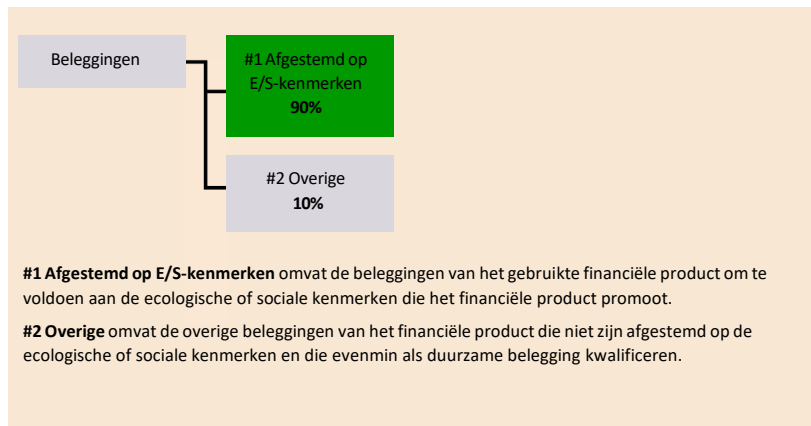 Beleggingen
#1 Afgestemd op
E/S-kenmerken
90%
#2 Overige
10%
#1 Afgestemd op E/S-kenmerken omvat de beleggingen van het gebruikte financiële product om te
voldoen aan de ecologische of sociale kenmerken die het financiële product promoot.
#2 Overige omvat de overige beleggingen van het financiële product die niet zijn afgestemd op de
ecologische of sociale kenmerken en die evenmin als duurzame belegging kwalificeren.